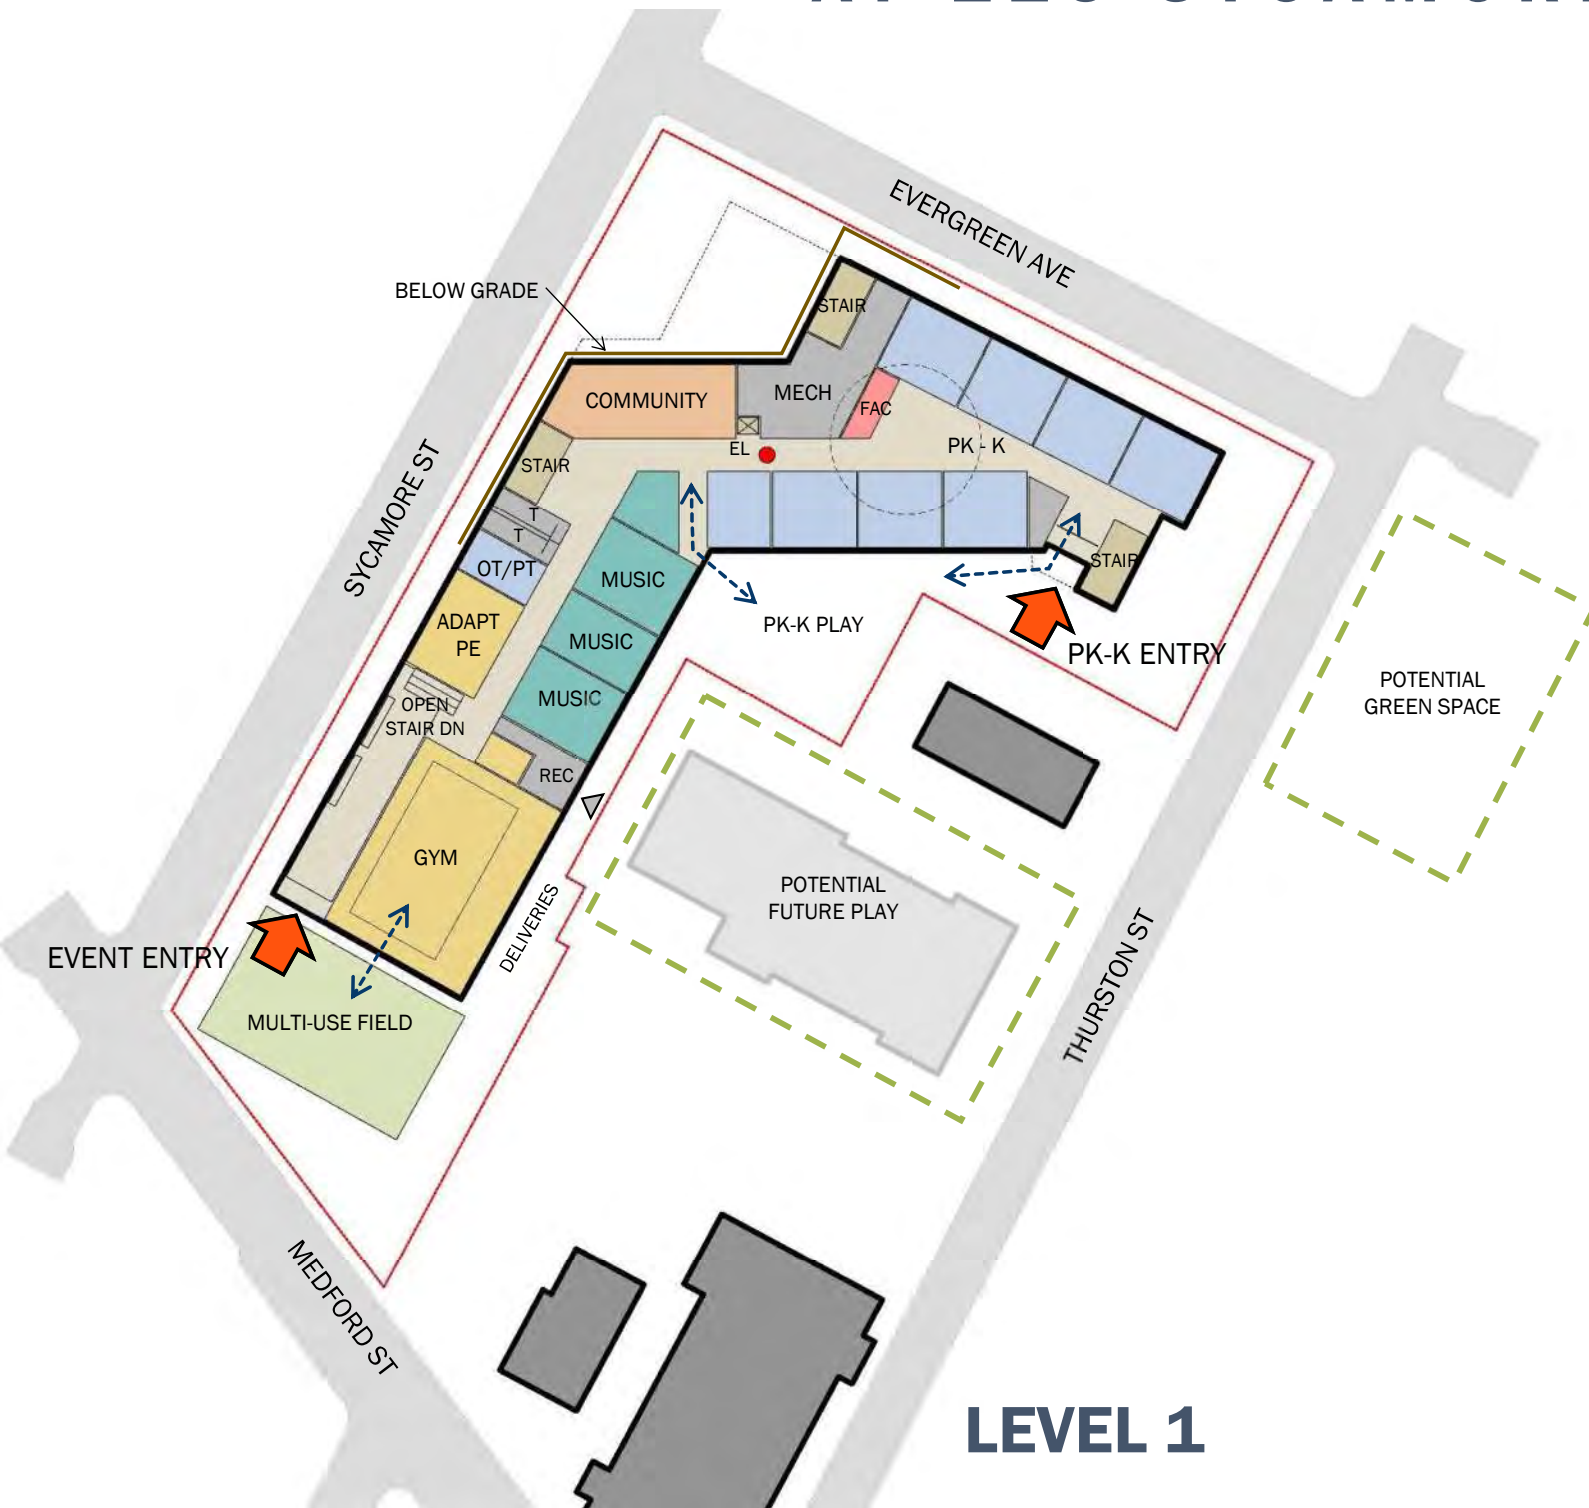 EVERGREEN AVE
BELOW GRADE
STAIR
COMMUNITY
MECH
FAC
EL
PK - K
SYCAMORE ST
STAIR
T
T
OT/PT
MUSIC
STAIR
ADAPT
PE
MUSIC
PK-K PLAY
PK-K ENTRY
MUSIC
OPEN
STAIR DN
POTENTIAL
GREEN SPACE
REC
GYM
POTENTIAL
FUTURE PLAY
DELIVERIES
EVENT ENTRY
MULTI-USE FIELD
THURSTON ST
MEDFORD ST
LEVEL 1